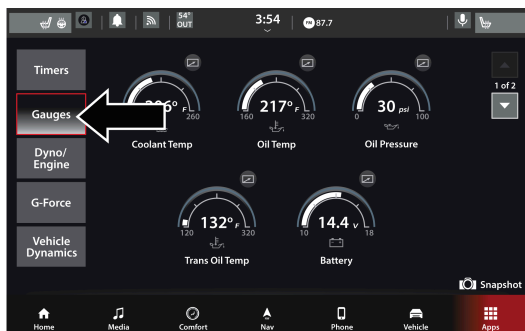 54°
OUT
3:54
FM 87.7
Timers
Gauges
Dyno/
Engine
G-Force
Vehicle
Dynamics
260
Coolant Temp
217° F
160 320
Oil Temp
30 psi
0 100
Oil Pressure
1 of 2
132° F
120 320
Trans Oil Temp
14.4 v
10 18
Battery
Snapshot
Home Media Comfort Nav Phone Vehicle Apps